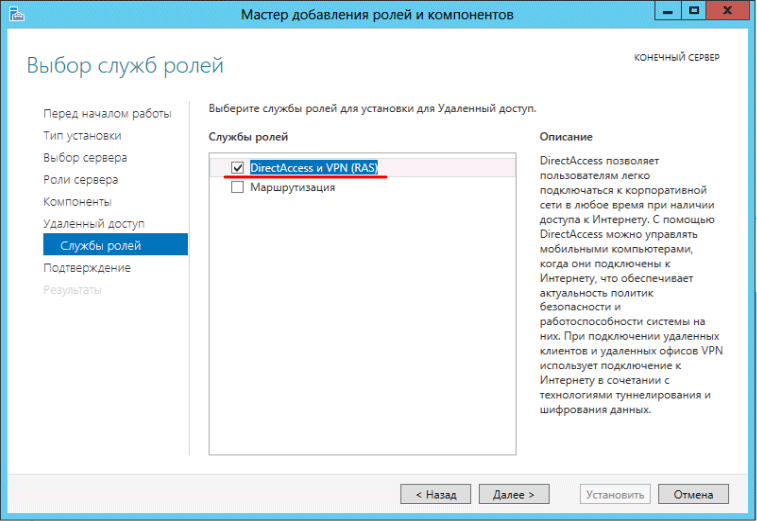 Мастер добавления ролей и компонентов
Выбор служб ролей
КОНЕЧНЫЙ СЕРВЕР
Перед началом работы
Тип установки
Выбор сервера
Роли сервера
Компоненты
Удаленный доступ
Службы ролей
Подтверждение
Результаты
Выберите службы ролей для установки для Удаленный доступ.
Службы ролей
DirectAccess и VPN (RAS)
Маршрутизация
Описание
DirectAccess позволяет
пользователям легко
подключаться к корпоративной
сети в любое время при наличии
доступа к Интернету. С помощью
DirectAccess можно управлять
мобильными компьютерами,
когда они подключены к
Интернету, что обеспечивает
актуальность политик
безопасности и
работоспособности системы на
них. При подключении удаленных
клиентов и удаленных офисов VPN
использует подключение к
Интернету в сочетании с
технологиями туннелирования и
шифрования данных.
< Назад
Далее >
Установить
Отмена